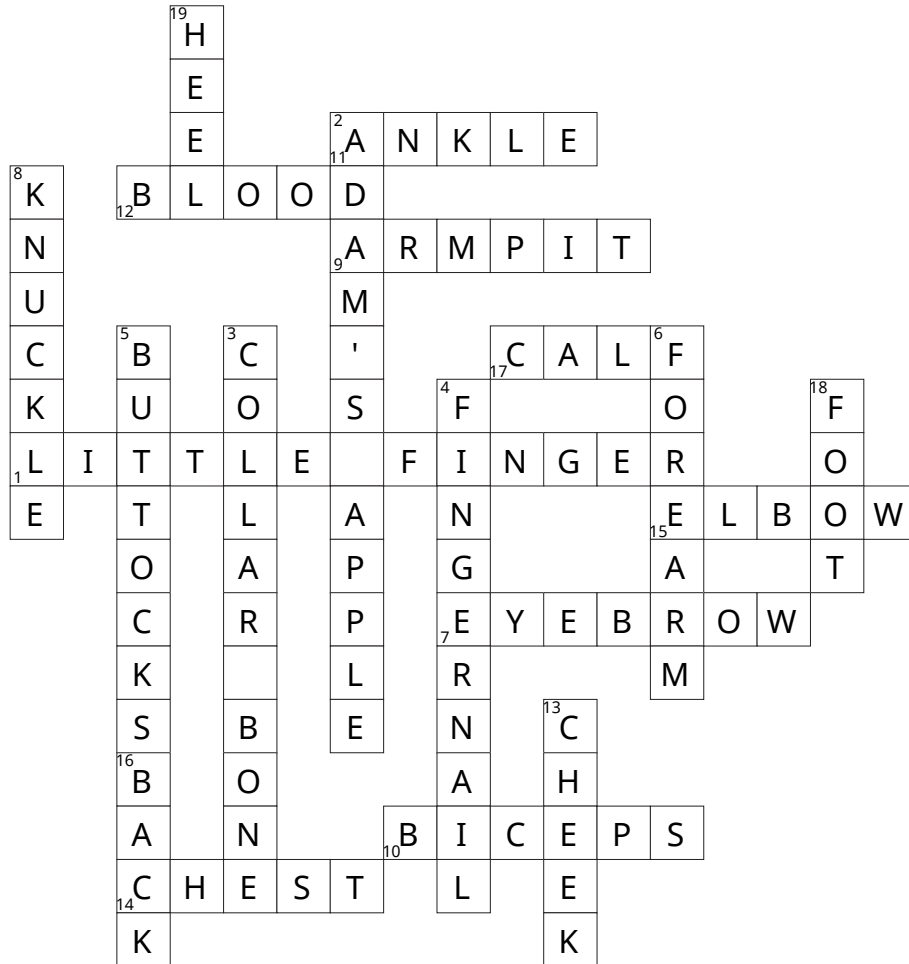 19 H
E
2 A N K L E
E 11
8 K 12 B L O O D
N 9 A R M P I T
U M
C 5 B 3 C ' 17 C A L 6 F
K U O S 4 F O 18 F
1 L I T T L E F I N G E R O
E T L A N 15 E L B O W
O A P G A T
C R P 7 E Y E B R O W
K L R M
S B E N 13 C
16 B O A H
A N 10 B I C E P S
14 C H E S T L E
K K